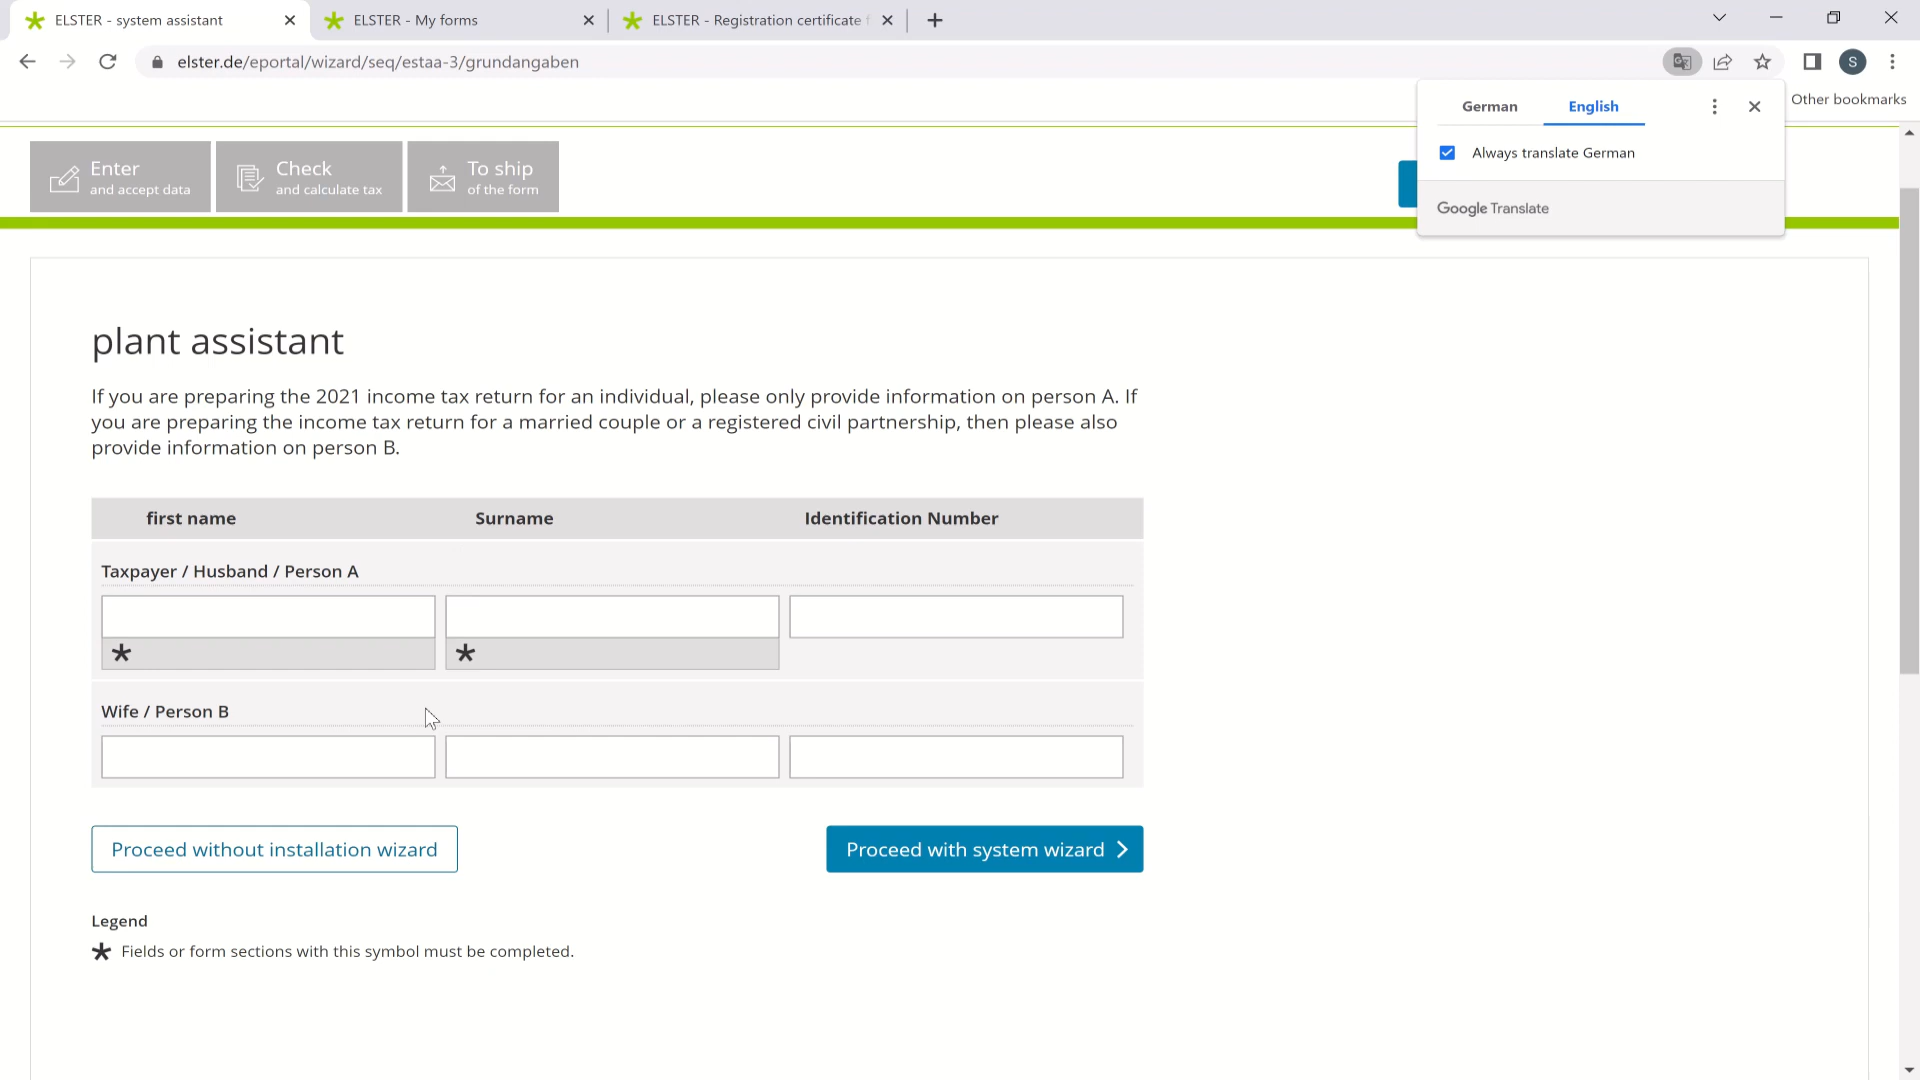 ELSTER - system assistant
ELSTER - My forms
ELSTER - Registration certificate
elster.de/eportal/wizard/seq/estaa-3/grundangaben
S
German
English
Other bookmarks
Always translate German
Google Translate
Enter
and accept data
Check
and calculate tax
To ship
of the form
plant assistant
If you are preparing the 2021 income tax return for an individual, please only provide information on person A. If
you are preparing the income tax return for a married couple or a registered civil partnership, then please also
provide information on person B.
first name
Surname
Identification Number
Taxpayer / Husband / Person A
*
*
Wife / Person B
Proceed without installation wizard
Proceed with system wizard
Legend
* Fields or form sections with this symbol must be completed.